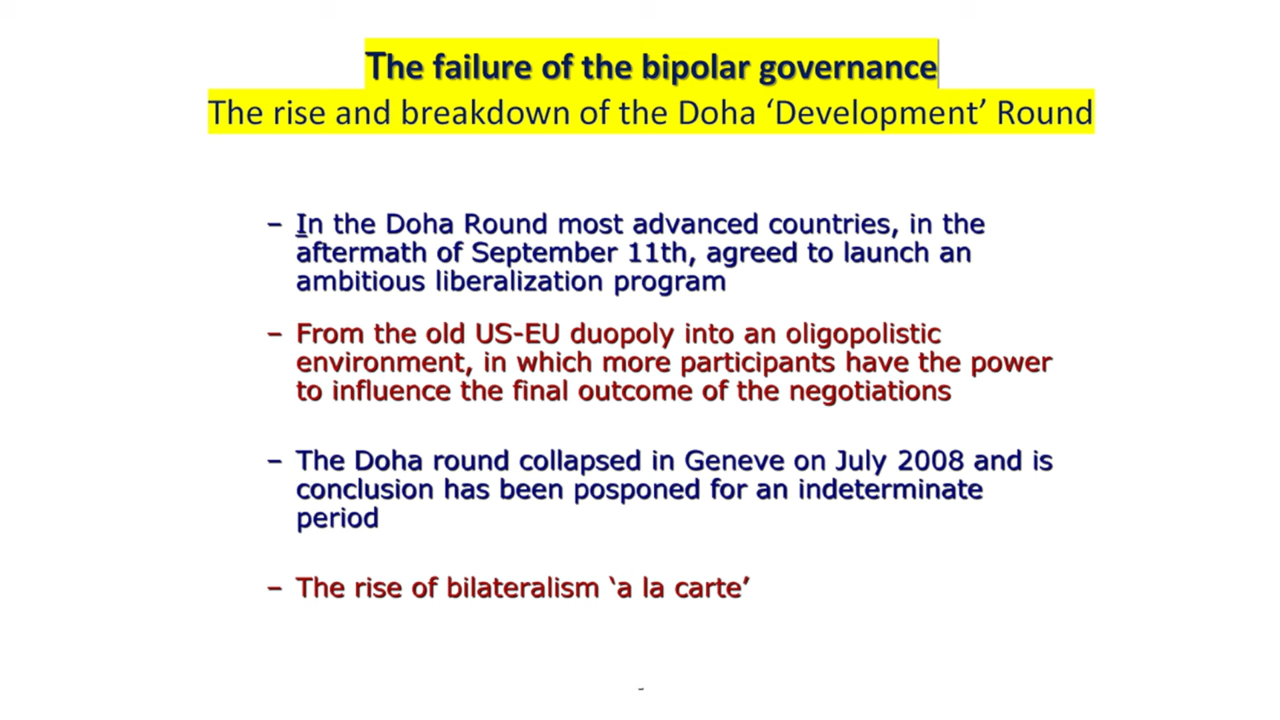 The failure of the bipolar governance
The rise and breakdown of the Doha ‘Development’ Round
– In the Doha Round most advanced countries, in the
aftermath of September 11th, agreed to launch an
ambitious liberalization program
– From the old US-EU duopoly into an oligopolistic
environment, in which more participants have the power
to influence the final outcome of the negotiations
– The Doha round collapsed in Geneve on July 2008 and is
conclusion has been posponed for an indeterminate
period
– The rise of bilateralism ‘a la carte’